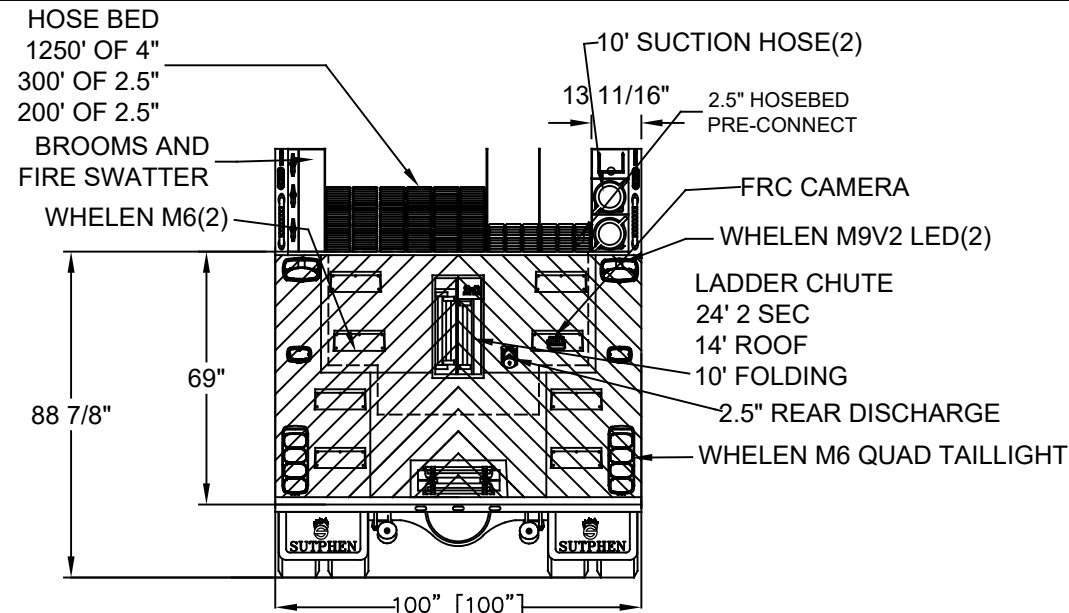 HOSE BED
1250' OF 4"
300' OF 2.5"
200' OF 2.5"
BROOMS AND
FIRE SWATTER
WHELEN M6(2)
10' SUCTION HOSE(2)
13 11/16"
2.5" HOSEBED
PRE-CONNECT
FRC CAMERA
WHELEN M9V2 LED(2)
LADDER CHUTE
24' 2 SEC
14' ROOF
10' FOLDING
2.5" REAR DISCHARGE
WHELEN M6 QUAD TAILLIGHT
69"
88 7/8"
SUTPHEN
SUTPHEN
100" [100"]